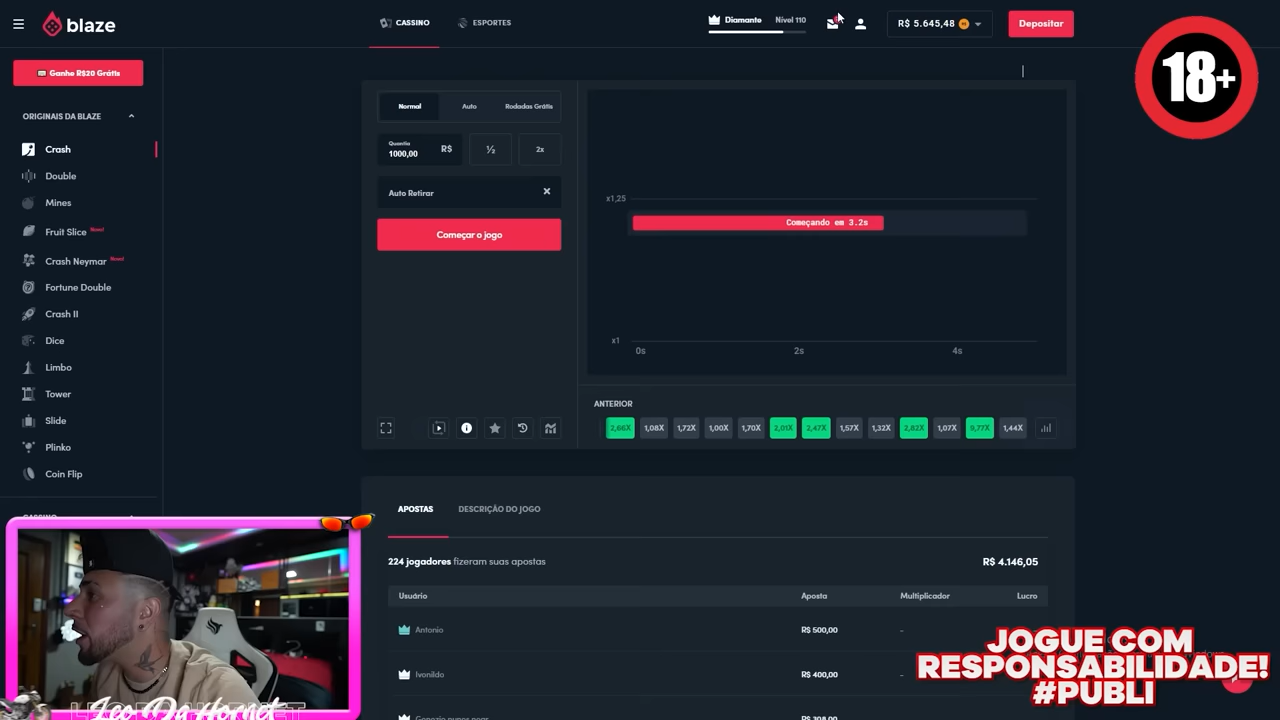 blaze
CASSINO
ESPORTES
Diamante Nível 110
R$ 5.645,48
Depositar
18+
Ganhe R$20 Grátis
ORIGINAIS DA BLAZE
Crash
Double
Mines
Fruit Slice Novo!
Crash Neymar Novo!
Fortune Double
Crash II
Dice
Limbo
Tower
Slide
Plinko
Coin Flip
Normal
Auto
Rodadas Grátis
Quantia
1000,00
R$
½
2x
Auto Retirar
Começar o jogo
x1,25
Começando em 3.2s
x1
0s 2s 4s
ANTERIOR
2,66X 1,08X 1,72X 1,00X 1,70X 2,01X 2,47X 1,57X 1,32X 2,82X 1,07X 9,77X 1,44X
APOSTAS
DESCRIÇÃO DO JOGO
224 jogadores fizeram suas apostas
R$ 4.146,05
Usuário Aposta Multiplicador Lucro
Antonio R$ 500,00 -
Ivonildo R$ 400,00 -
JOGUE COM
RESPONSABILIDADE!
#PUBLI
Leo Da Hornet